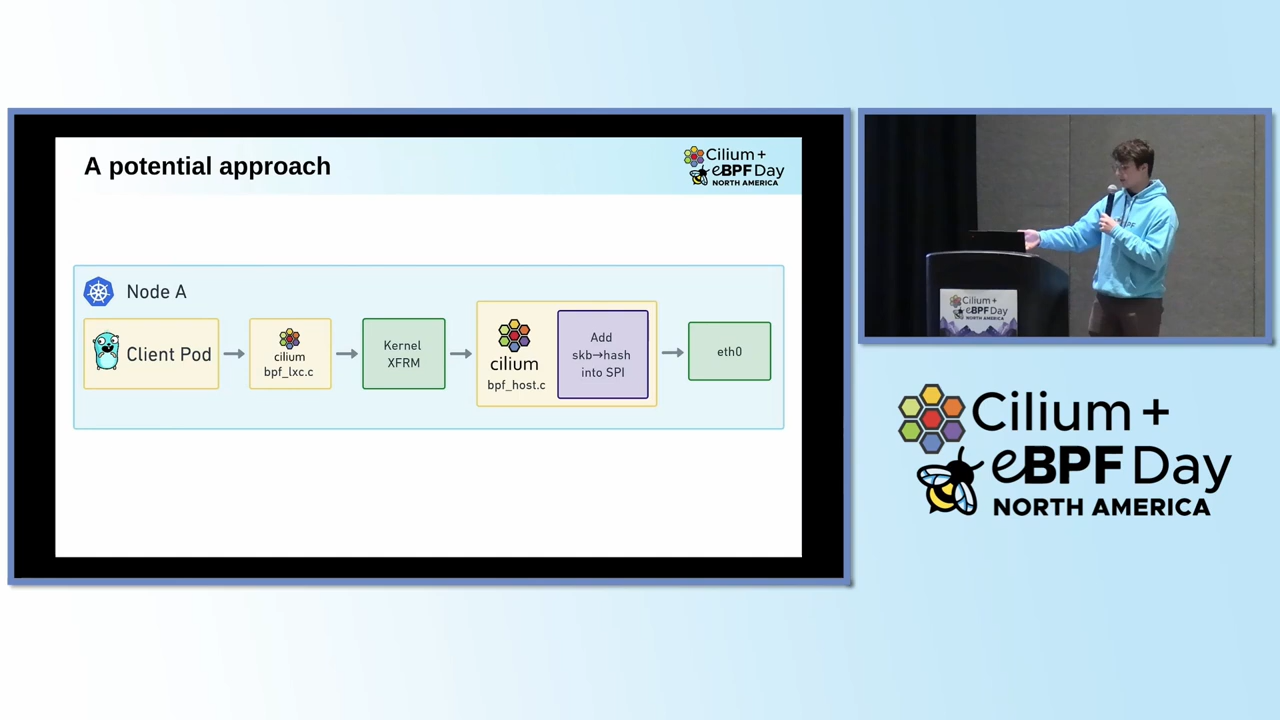 A potential approach
Cilium +
eBPF Day
NORTH AMERICA
Node A
Client Pod
cilium
bpf_lxc.c
Kernel
XFRM
cilium
bpf_host.c
Add
skb→hash
into SPI
eth0
Cilium +
eBPF Day
NORTH AMERICA
Cilium +
eBPF Day
NORTH AMERICA